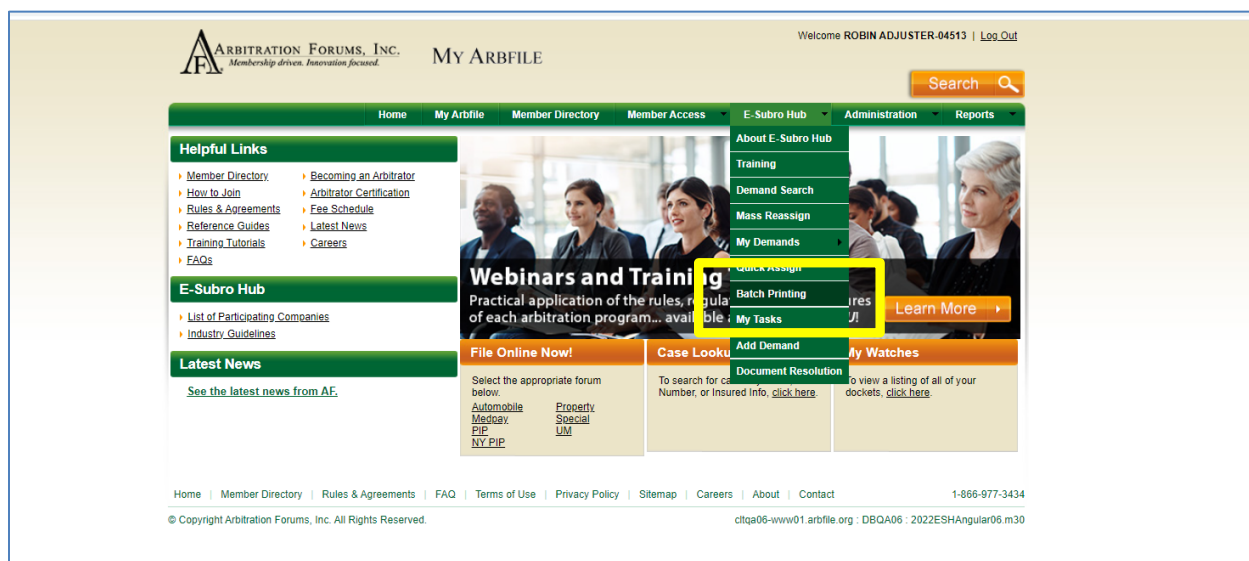 Welcome ROBIN ADJUSTER-04513 | Log Out
ARBITRATION FORUMS, INC.
Membership driven. Innovation focused.
AF
MY ARBFILE
Search
Home My Arbfile Member Directory Member Access E-Subro Hub Administration Reports
About E-Subro Hub
Training
Demand Search
Mass Reassign
My Demands
Quick Assign
Batch Printing
My Tasks
Add Demand
Document Resolution
Helpful Links
Member Directory
How to Join
Rules & Agreements
Reference Guides
Training Tutorials
FAQs
Becoming an Arbitrator
Arbitrator Certification
Fee Schedule
Latest News
Careers
E-Subro Hub
List of Participating Companies
Industry Guidelines
Latest News
See the latest news from AF.
Webinars and Training
Practical application of the rules,
of each arbitration program...
Learn More
File Online Now!
Select the appropriate forum
below.
Automobile Property
Medpay Special
PIP UM
NY PIP
Case
To search for
Number, or Insured Info, click here.
My Watches
To view a listing of all of your
dockets, click here.
Home | Member Directory | Rules & Agreements | FAQ | Terms of Use | Privacy Policy | Sitemap | Careers | About | Contact
1-866-977-3434
© Copyright Arbitration Forums, Inc. All Rights Reserved.
cltqa06-www01.arbfile.org : DBQA06 : 2022ESHAngular06.m30